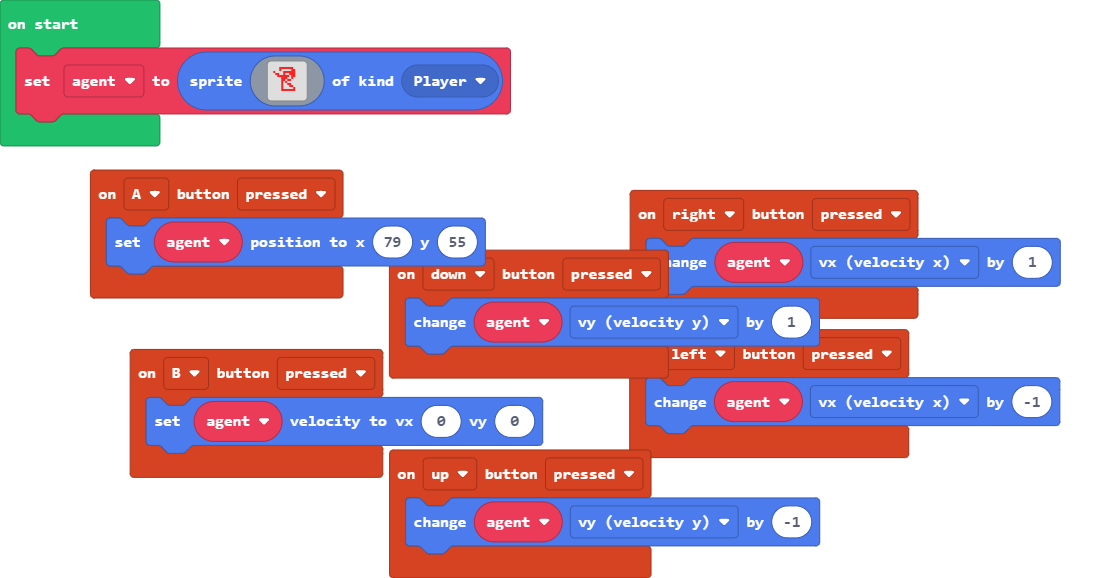 on start
set agent to sprite of kind Player
on A button pressed
set agent position to x 79 y 55
on right button pressed
ange agent vx (velocity x) by 1
on down button pressed
change agent vy (velocity y) by 1
left button pressed
change agent vx (velocity x) by -1
on B button pressed
set agent velocity to vx 0 vy 0
on up button pressed
change agent vy (velocity y) by -1